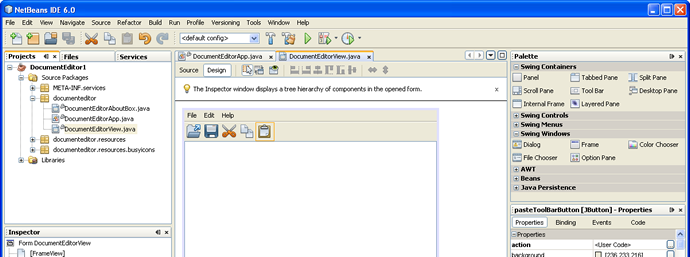 NetBeans IDE 6.0
File Edit View Navigate Source Refactor Build Run Profile Versioning Tools Window Help
<default config>
Projects Files Services
DocumentEditor1
Source Packages
META-INF.services
documenteditor
DocumentEditorAboutBox.java
DocumentEditorApp.java
DocumentEditorView.java
documenteditor.resources
documenteditor.resources.busyicons
Libraries
Inspector
Form DocumentEditorView
[FrameView]
DocumentEditorApp.java DocumentEditorView.java
Source Design
The Inspector window displays a tree hierarchy of components in the opened form.
File Edit Help
Palette
Swing Containers
Panel Tabbed Pane Split Pane
Scroll Pane Tool Bar Desktop Pane
Internal Frame Layered Pane
Swing Controls
Swing Menus
Swing Windows
Dialog Frame Color Chooser
File Chooser Option Pane
AWT
Beans
Java Persistence
pasteToolBarButton [JButton] - Properties
Properties Binding Events Code
Properties
action <User Code>
background [236,233,216]